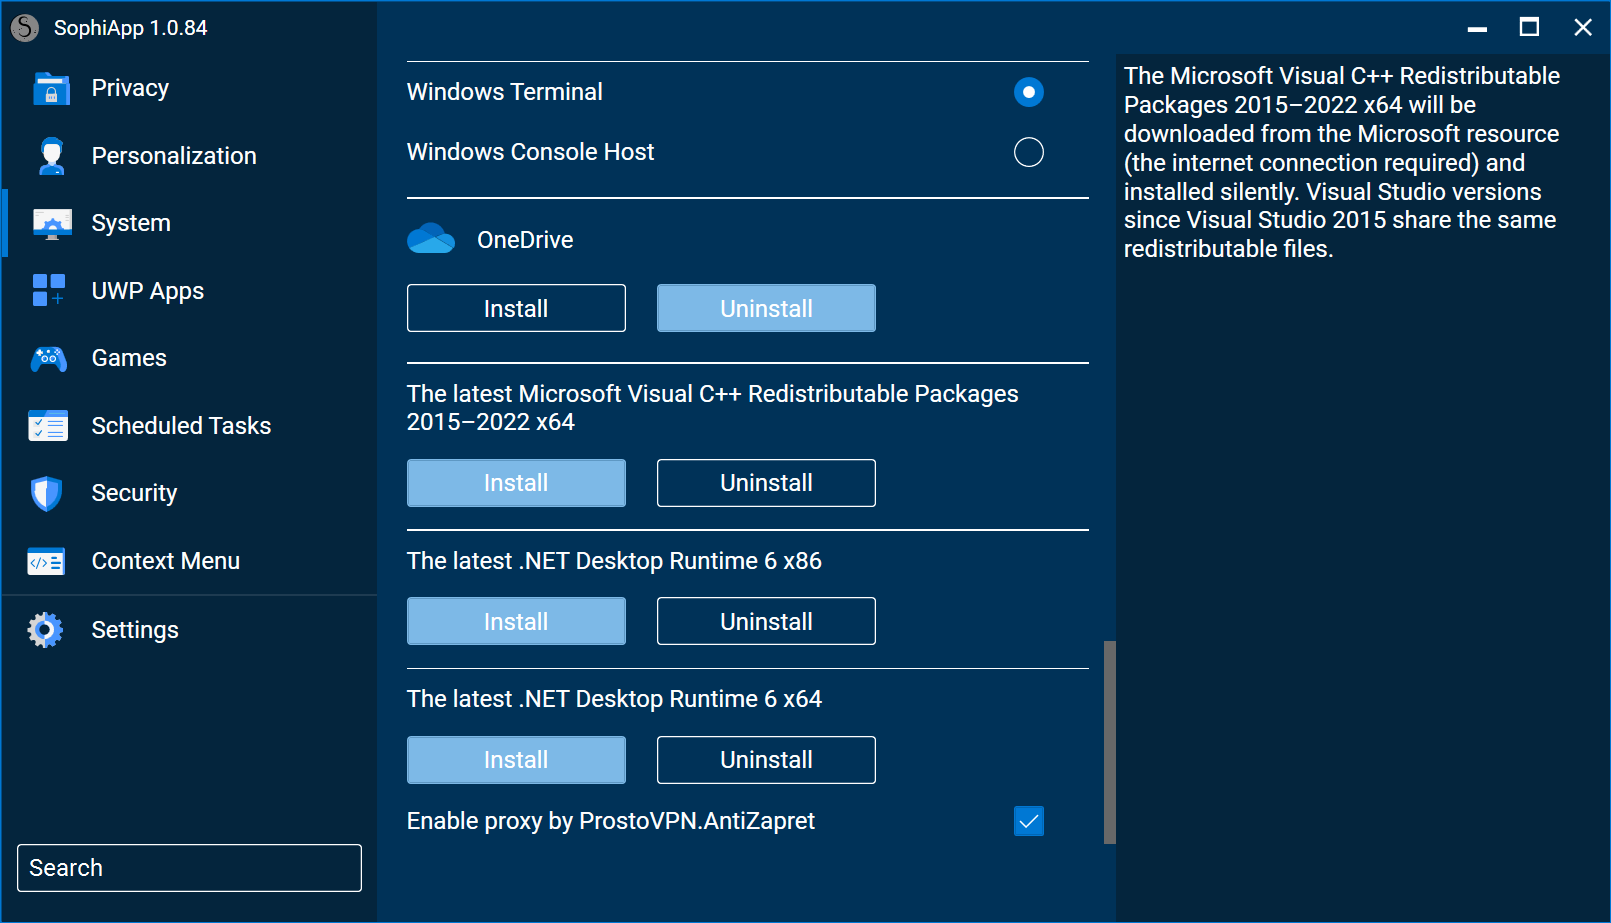 SophiApp 1.0.84
Privacy
Personalization
System
UWP Apps
Games
Scheduled Tasks
Security
Context Menu
Settings
Search
Windows Terminal
Windows Console Host
OneDrive
Install
Uninstall
The latest Microsoft Visual C++ Redistributable Packages
2015–2022 x64
Install
Uninstall
The latest .NET Desktop Runtime 6 x86
Install
Uninstall
The latest .NET Desktop Runtime 6 x64
Install
Uninstall
Enable proxy by ProstoVPN.AntiZapret
The Microsoft Visual C++ Redistributable
Packages 2015–2022 x64 will be
downloaded from the Microsoft resource
(the internet connection required) and
installed silently. Visual Studio versions
since Visual Studio 2015 share the same
redistributable files.